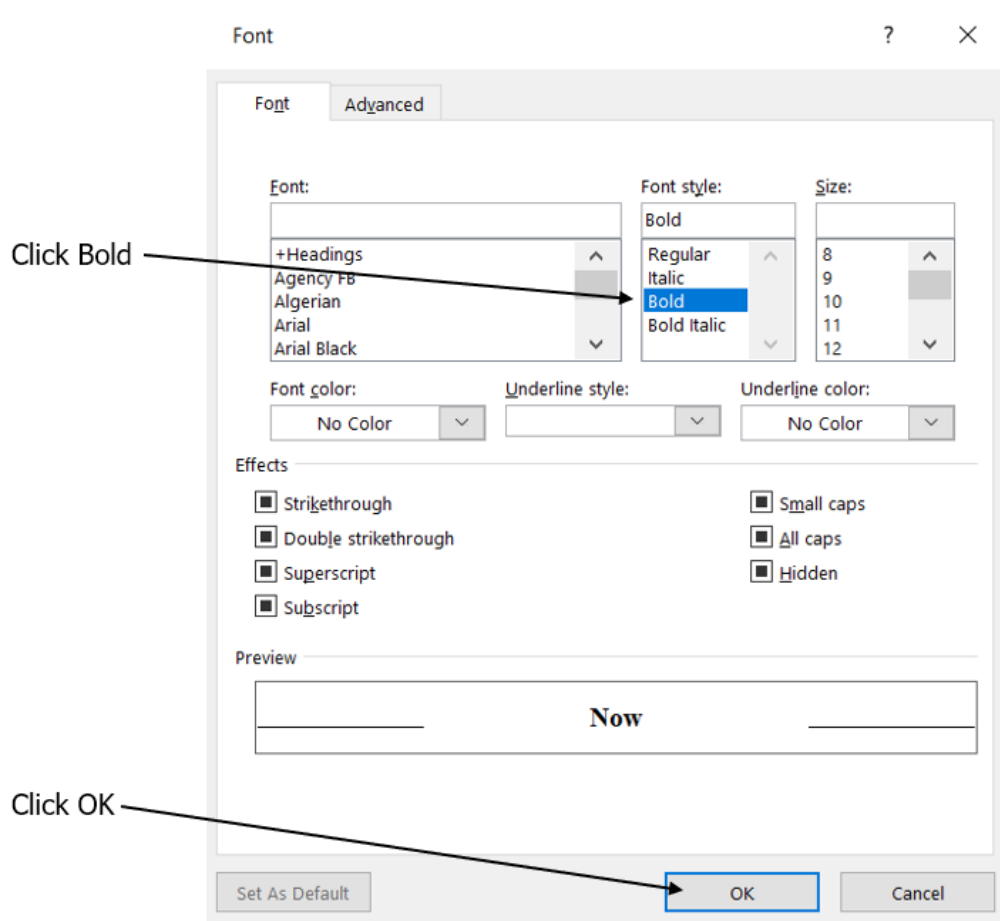 Font ?
Font Advanced
Font: Font style: Size:
Bold
Click Bold
+Headings Regular 8
Agency FB Italic 9
Algerian Bold 10
Arial Bold Italic 11
Arial Black 12
Font color: Underline style: Underline color:
No Color No Color
Effects
Strikethrough Small caps
Double strikethrough All caps
Superscript Hidden
Subscript
Preview
Now
Click OK
Set As Default OK Cancel